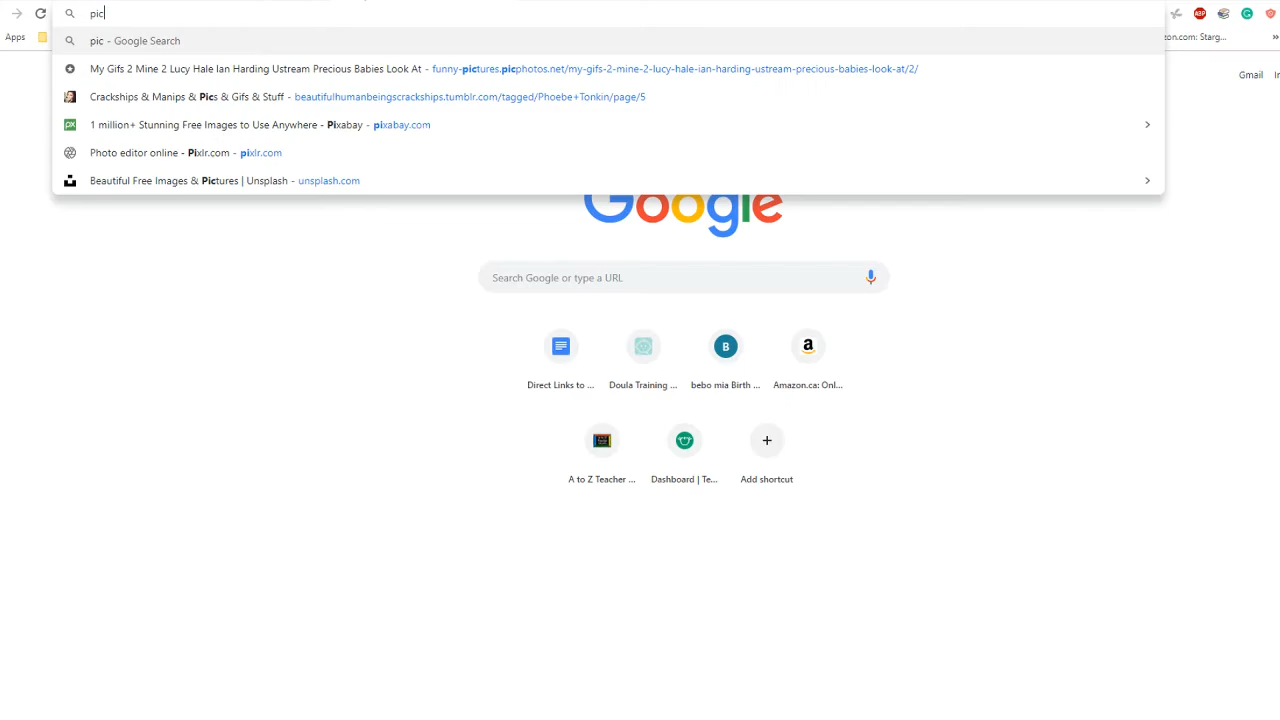 pic
Apps
zon.com: Starg...
»
pic - Google Search
My Gifs 2 Mine 2 Lucy Hale Ian Harding Ustream Precious Babies Look At - funny-pictures.picphotos.net/my-gifs-2-mine-2-lucy-hale-ian-harding-ustream-precious-babies-look-at/2/
Gmail
Crackships & Manips & Pics & Gifs & Stuff - beautifulhumanbeingscrackships.tumblr.com/tagged/Phoebe+Tonkin/page/5
1 million+ Stunning Free Images to Use Anywhere - Pixabay - pixabay.com
Photo editor online - Pixlr.com - pixlr.com
Beautiful Free Images & Pictures | Unsplash - unsplash.com
Google
Search Google or type a URL
Direct Links to ...
Doula Training ...
bebo mia Birth ...
Amazon.ca: Onl...
A to Z Teacher ...
Dashboard | Te...
Add shortcut